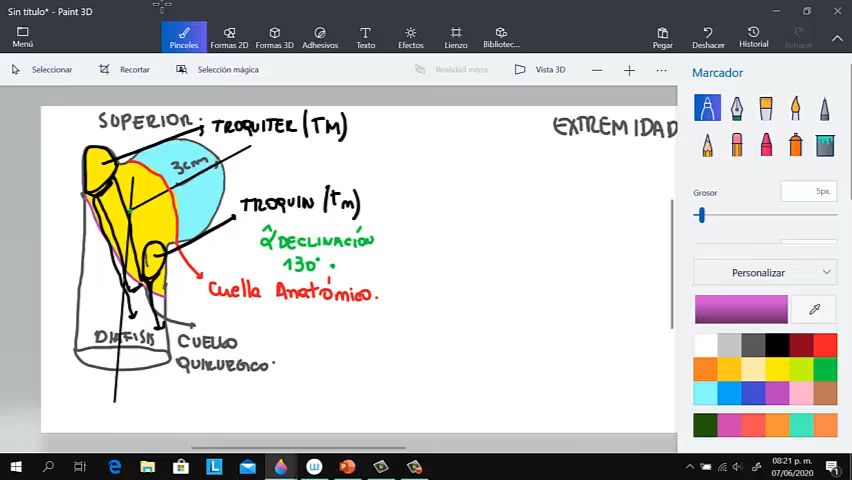 Sin título* - Paint 3D
Menú
Pinceles
Formas 2D
Formas 3D
Adhesivos
Texto
Efectos
Lienzo
Bibliotec...
Pegar
Deshacer
Historial
Rehacer
Seleccionar
Recortar
Selección mágica
Realidad mixta
Vista 3D
Marcador
Grosor
5px.
Personalizar
SUPERIOR:
TROQUITER (TM)
EXTREMIDAD
3cm
TROQUIN (Tm)
DECLINACIÓN
130°
Cuella Anatómico.
DIAFISIS
CUELLO
QUIRURGICO
08:21 p. m.
07/06/2020